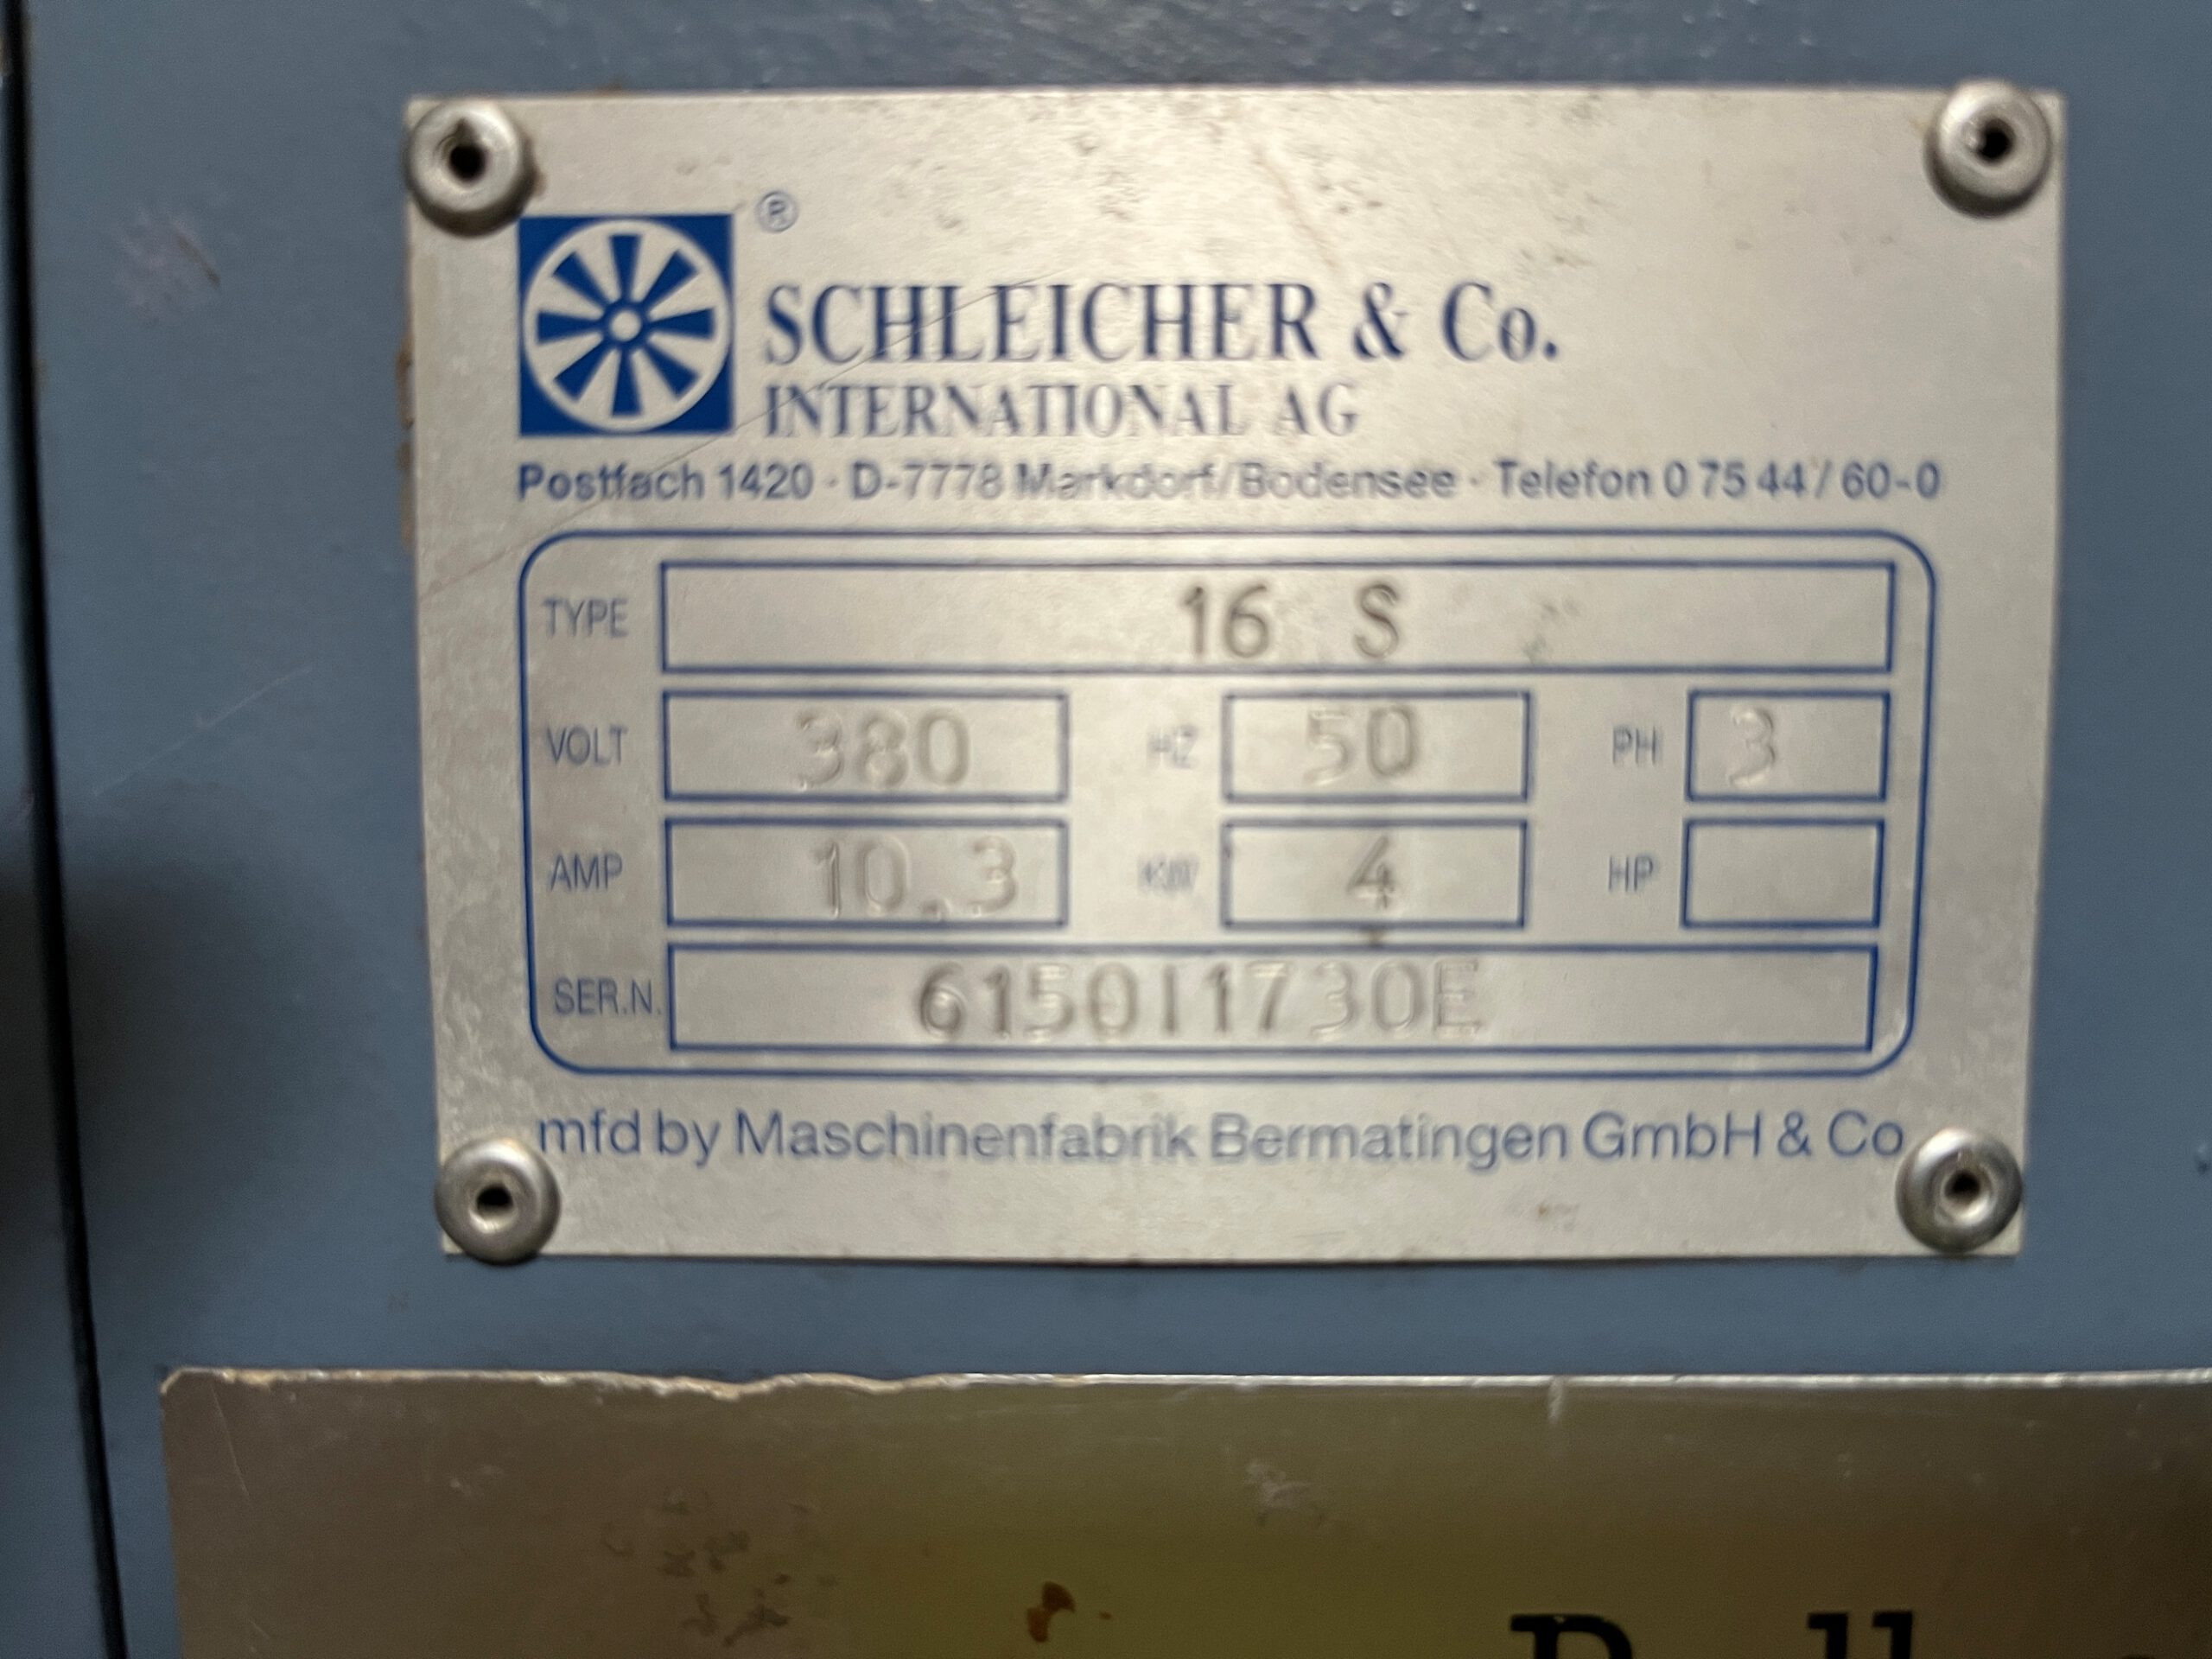 ®
SCHLEICHER & Co.
INTERNATIONAL AG
Postfach 1420 · D-7778 Markdorf/Bodensee · Telefon 0 75 44 / 60-0
TYPE 16 S
VOLT 380 HZ 50 PH 3
AMP 10.3 KW 4 HP
SER.N. 6150I1730E
mfd by Maschinenfabrik Bermatingen GmbH & Co